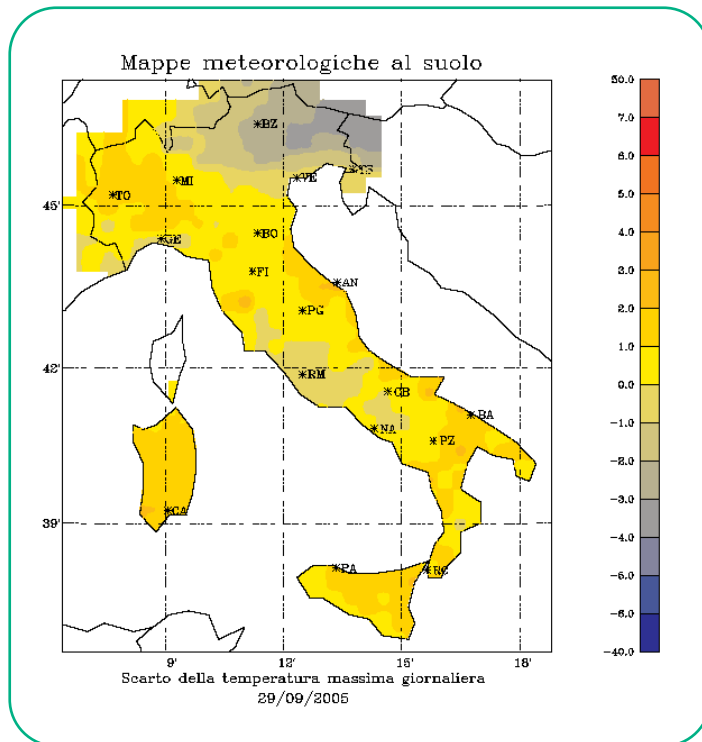 Mappe meteorologiche al suolo
50.0
7.0
6.0
5.0
4.0
3.0
2.0
1.0
0.0
-1.0
-2.0
-3.0
-4.0
-5.0
-6.0
-40.0
*BZ
*TS
*VE
*MI
*TO
45'
*BO
*GE
*FI
*AN
*PG
42'
*RM
*CB
*BA
*NA
*PZ
39'
*CA
*PA
*RC
9' 12' 15' 18'
Scarto della temperatura massima giornaliera
29/09/2005